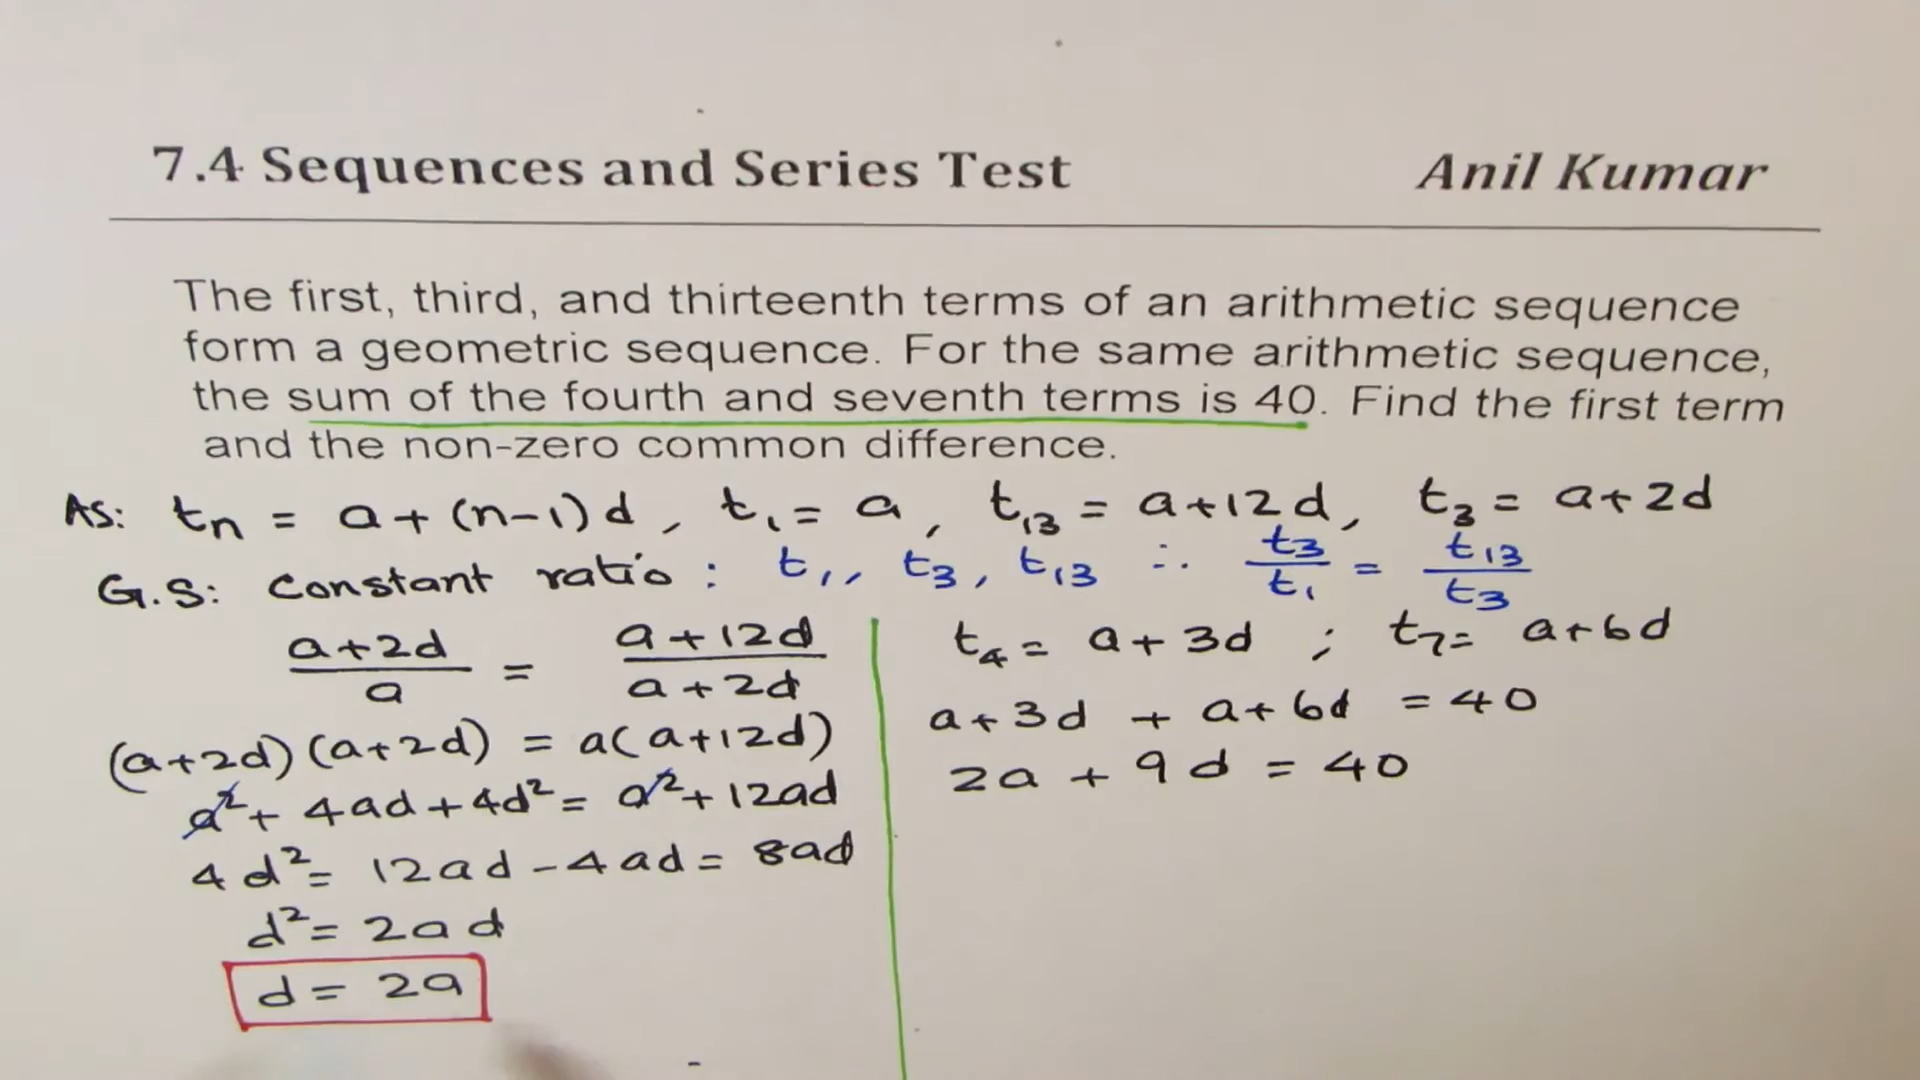 7.4 Sequences and Series Test Anil Kumar
The first, third, and thirteenth terms of an arithmetic sequence
form a geometric sequence. For the same arithmetic sequence,
the sum of the fourth and seventh terms is 40. Find the first term
and the non-zero common difference.
AS: tₙ = a + (n-1)d, t₁ = a, t₁₃ = a+12d, t₃ = a+2d
G.S: Constant ratio : t₁, t₃, t₁₃ ∴ t₃/t₁ = t₁₃/t₃
(a+2d)/a = (a+12d)/(a+2d)
(a+2d)(a+2d) = a(a+12d)
a² + 4ad + 4d² = a² + 12ad
4d² = 12ad - 4ad = 8ad
d² = 2ad
d = 2a
t₄ = a + 3d ; t₇ = a+6d
a+3d + a+6d = 40
2a + 9d = 40